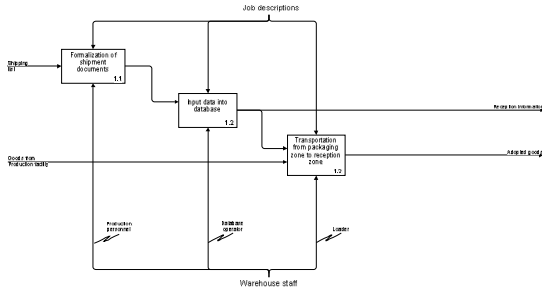 Job descriptions
Formalization of
shipment
documents
1.1
Shipping
list
Input data into
database
1.2
Reception information
Transportation
from packaging
zone to reception
zone
1.3
Goods from
Production facility
Adopted goods
Production
personnel
Database
operator
Loader
Warehouse staff